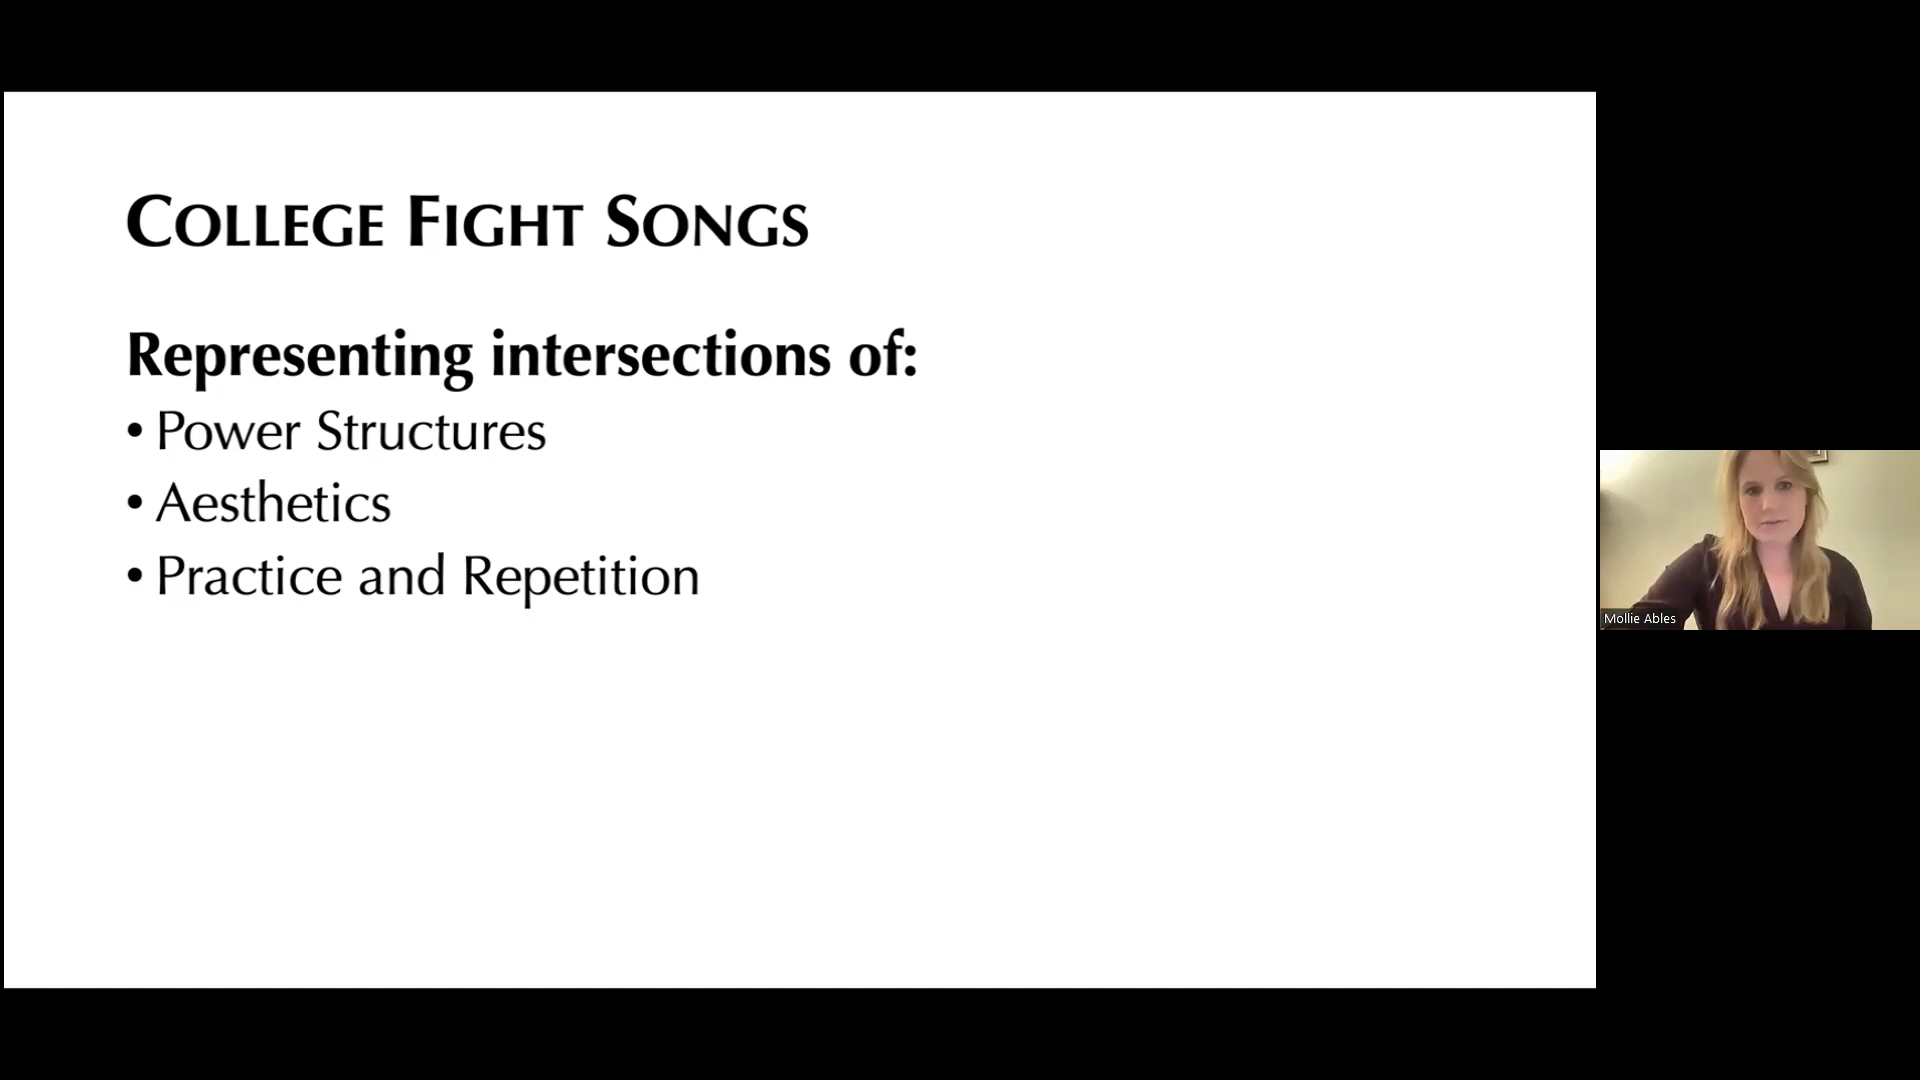 College Fight Songs
Representing intersections of:
• Power Structures
• Aesthetics
• Practice and Repetition
Mollie Ables